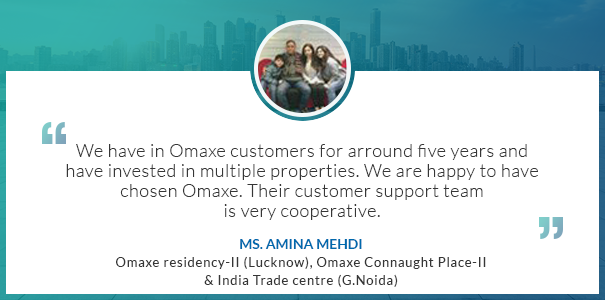 “
We have in Omaxe customers for arround five years and
have invested in multiple properties. We are happy to have
chosen Omaxe. Their customer support team
is very cooperative.
”
MS. AMINA MEHDI
Omaxe residency-II (Lucknow), Omaxe Connaught Place-II
& India Trade centre (G.Noida)